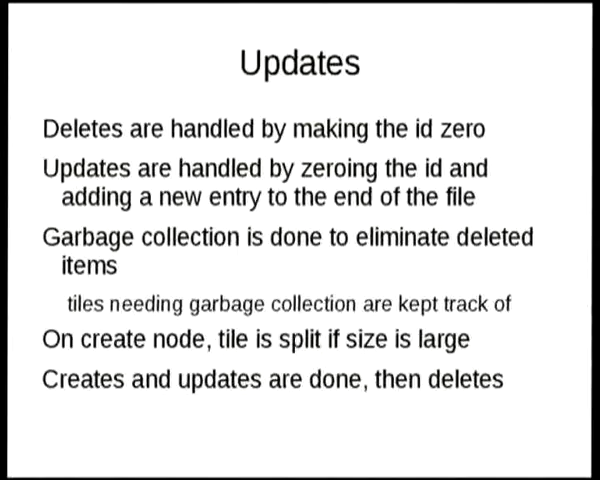 Updates
Deletes are handled by making the id zero
Updates are handled by zeroing the id and
adding a new entry to the end of the file
Garbage collection is done to eliminate deleted
items
tiles needing garbage collection are kept track of
On create node, tile is split if size is large
Creates and updates are done, then deletes